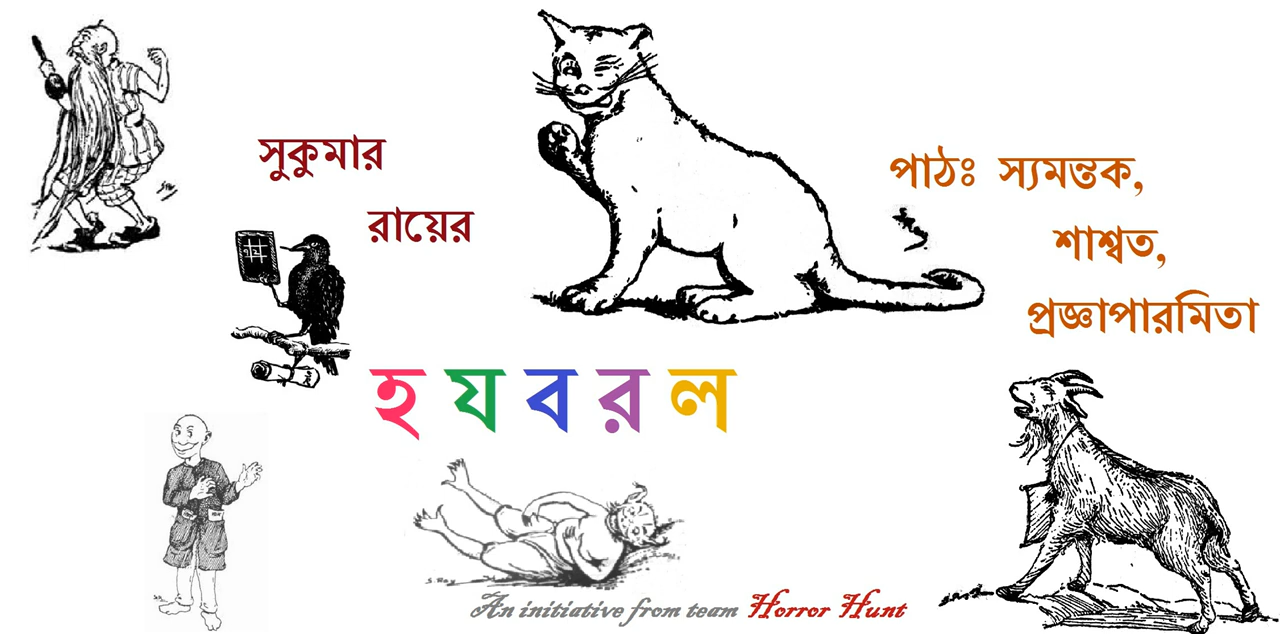 সুকুমার
রায়ের
হ য ব র ল
পাঠঃ স্যমন্তক,
শাশ্বত,
প্রজ্ঞাপারমিতা
An initiative from team Horror Hunt